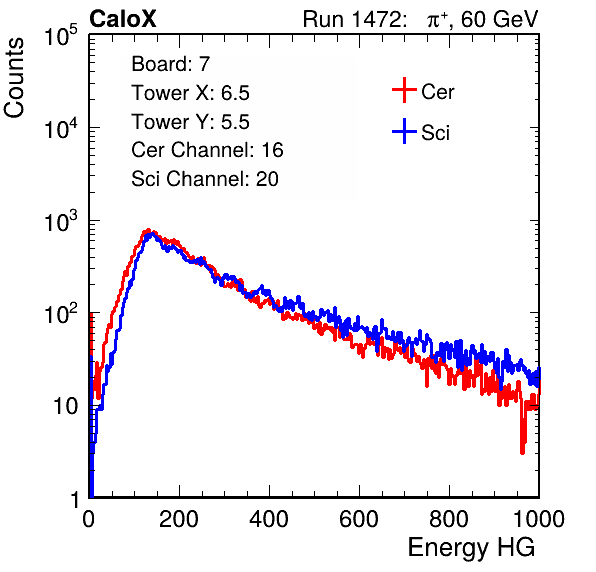 CaloX Run 1472: π⁺, 60 GeV
Counts
Board: 7
Tower X: 6.5
Tower Y: 5.5
Cer Channel: 16
Sci Channel: 20
Cer
Sci
10⁵
10⁴
10³
10²
10
1
0 200 400 600 800 1000
Energy HG